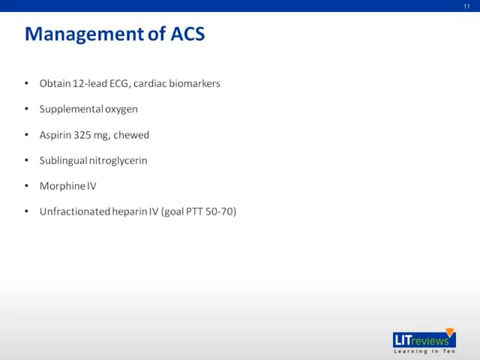 11
Management of ACS
• Obtain 12-lead ECG, cardiac biomarkers
• Supplemental oxygen
• Aspirin 325 mg, chewed
• Sublingual nitroglycerin
• Morphine IV
• Unfractionated heparin IV (goal PTT 50-70)
LITreviews
Learning In Ten